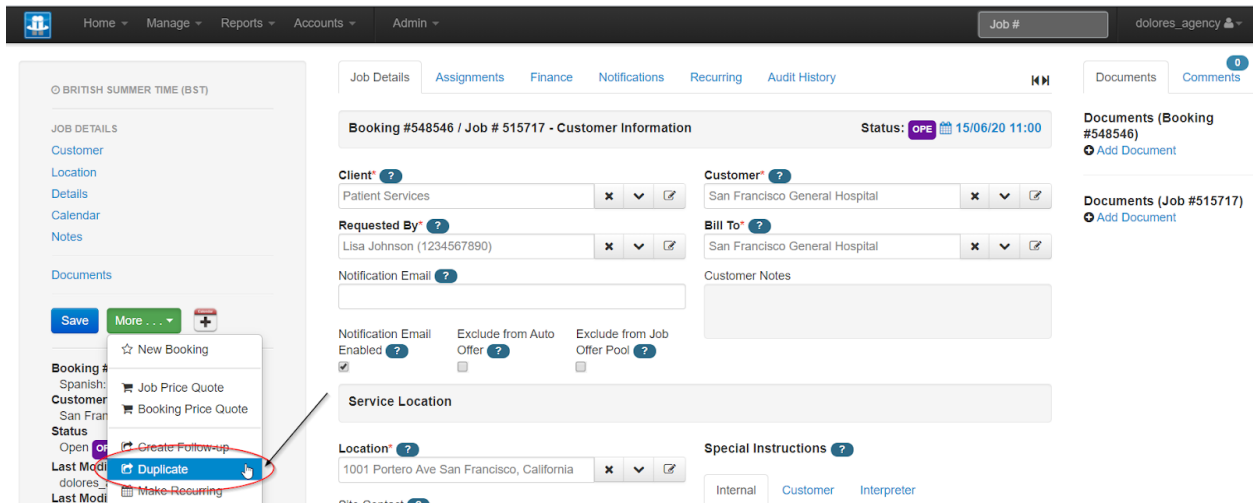 Home Manage Reports Accounts Admin Job # dolores_agency
BRITISH SUMMER TIME (BST)
JOB DETAILS
Customer
Location
Details
Calendar
Notes
Documents
Save More . . .
New Booking
Job Price Quote
Booking Price Quote
Create Follow-up
Duplicate
Make Recurring
Booking #
Spanish:
Customer
San Fran
Status
Open
Last Modi
dolores_
Last Modi
Job Details Assignments Finance Notifications Recurring Audit History
Booking #548546 / Job # 515717 - Customer Information Status: OPE 15/06/20 11:00
Client* ? Customer* ?
Patient Services San Francisco General Hospital
Requested By* ? Bill To* ?
Lisa Johnson (1234567890) San Francisco General Hospital
Notification Email ? Customer Notes
Notification Email Exclude from Auto Exclude from Job
Enabled ? Offer ? Offer Pool ?
Service Location
Location* ? Special Instructions ?
1001 Portero Ave San Francisco, California
Internal Customer Interpreter
0
Documents Comments
Documents (Booking
#548546)
Add Document
Documents (Job #515717)
Add Document